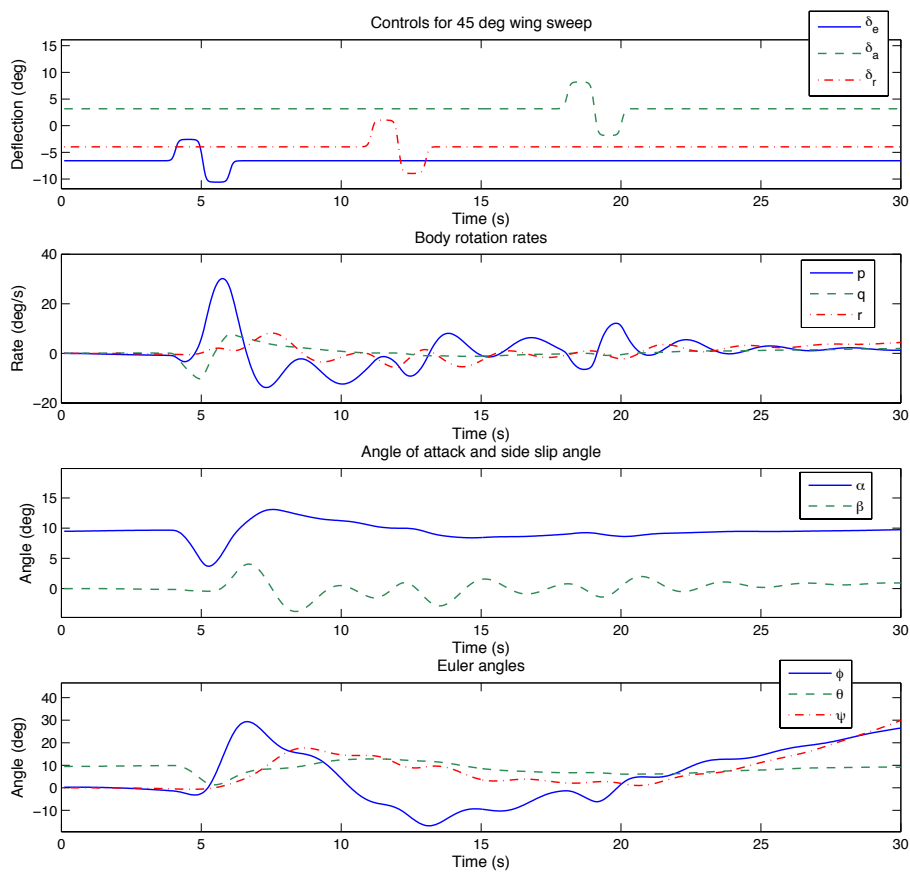 Controls for 45 deg wing sweep
δe
δa
δr
Deflection (deg)
15
10
5
0
−5
−10
0 5 10 15 20 25 30
Time (s)
Body rotation rates
p
q
r
Rate (deg/s)
40
20
0
−20
0 5 10 15 20 25 30
Time (s)
Angle of attack and side slip angle
α
β
Angle (deg)
15
10
5
0
0 5 10 15 20 25 30
Time (s)
Euler angles
ϕ
θ
ψ
Angle (deg)
40
30
20
10
0
−10
0 5 10 15 20 25 30
Time (s)